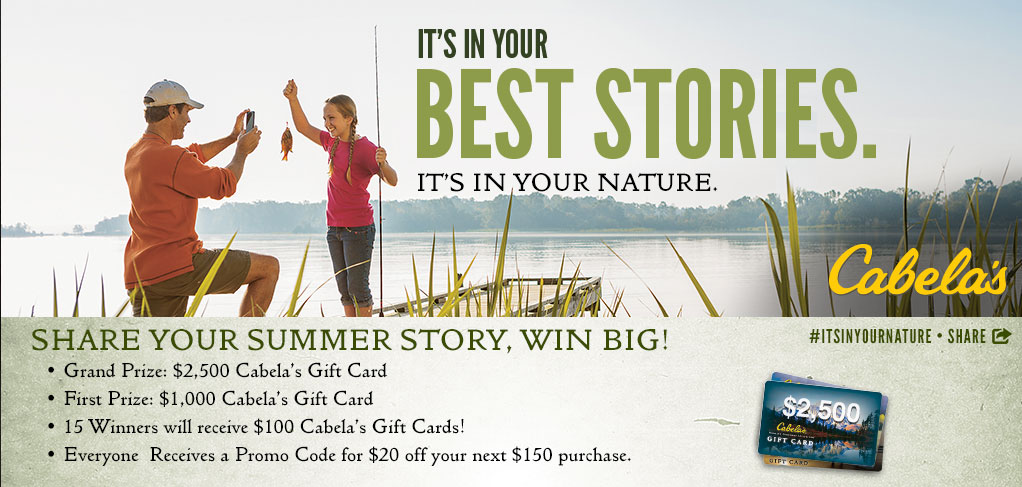 IT'S IN YOUR
BEST STORIES.
IT'S IN YOUR NATURE.
Cabela's
SHARE YOUR SUMMER STORY, WIN BIG!
#ITSINYOURNATURE • SHARE
• Grand Prize: $2,500 Cabela's Gift Card
• First Prize: $1,000 Cabela's Gift Card
• 15 Winners will receive $100 Cabela's Gift Cards!
• Everyone Receives a Promo Code for $20 off your next $150 purchase.
$2,500
Cabela's
GIFT CARD
GIFT CARD